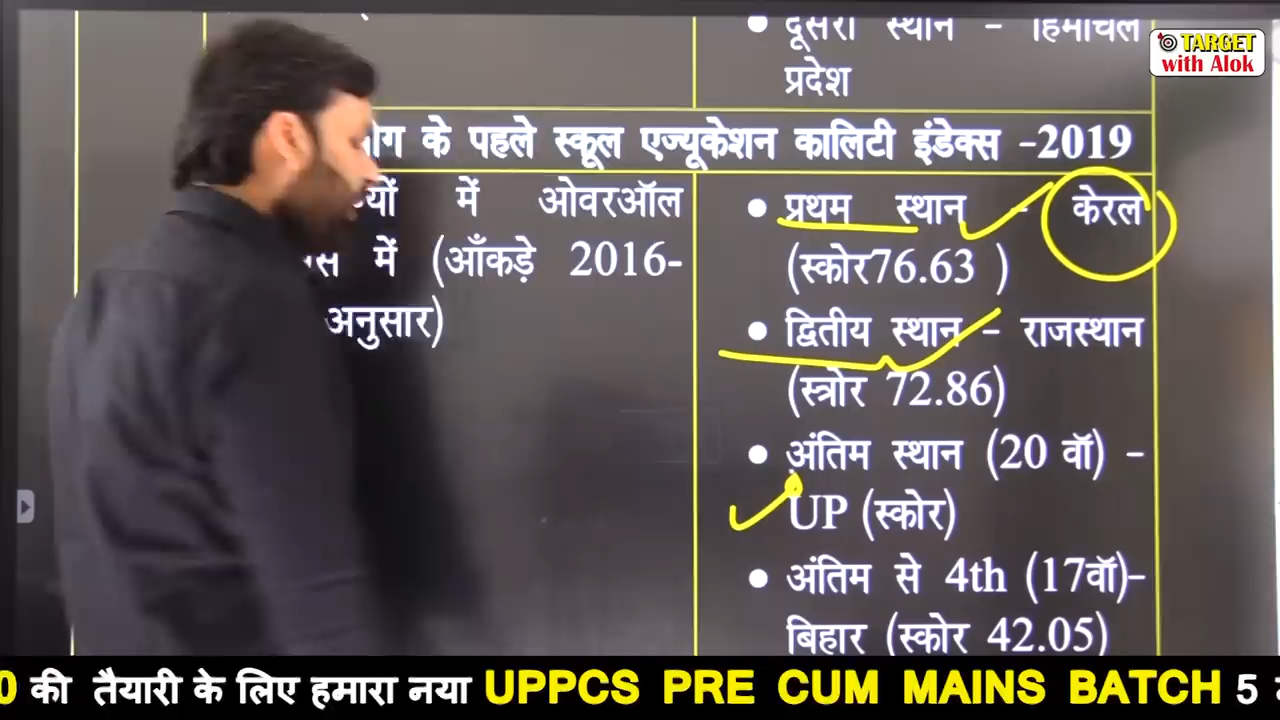 दूसरा स्थान - हिमाचल
प्रदेश
TARGET
with Alok
के पहले स्कूल एज्यूकेशन कालिटी इंडेक्स -2019
में ओवरऑल
में (आँकड़े 2016-
अनुसार)
• प्रथम स्थान - केरल
(स्कोर76.63 )
• द्वितीय स्थान - राजस्थान
(स्त्रोर 72.86)
• अंतिम स्थान (20 वॉ) -
UP (स्कोर)
• अंतिम से 4th (17वॉ)-
बिहार (स्कोर 42.05)
की तैयारी के लिए हमारा नया UPPCS PRE CUM MAINS BATCH 5